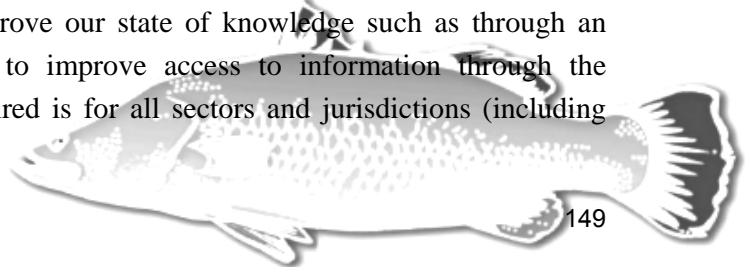 rove our state of knowledge such as through an
to improve access to information through the
red is for all sectors and jurisdictions (including
149